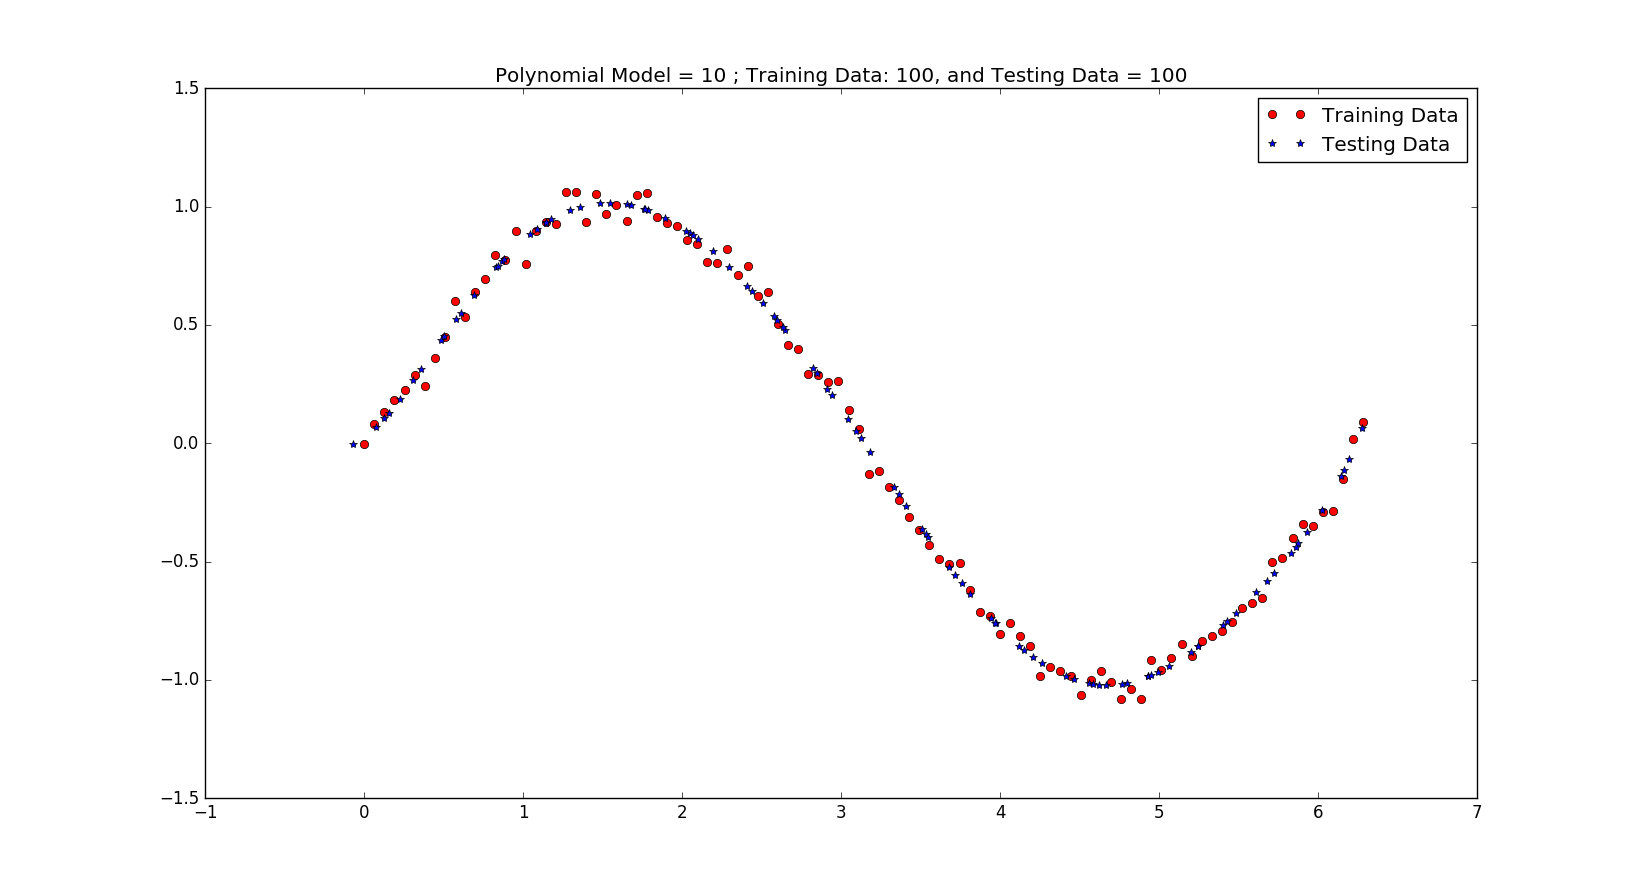 Polynomial Model = 10 ; Training Data: 100, and Testing Data = 100
1.5
Training Data
Testing Data
1.0
0.5
0.0
−0.5
−1.0
−1.5
−1 0 1 2 3 4 5 6 7